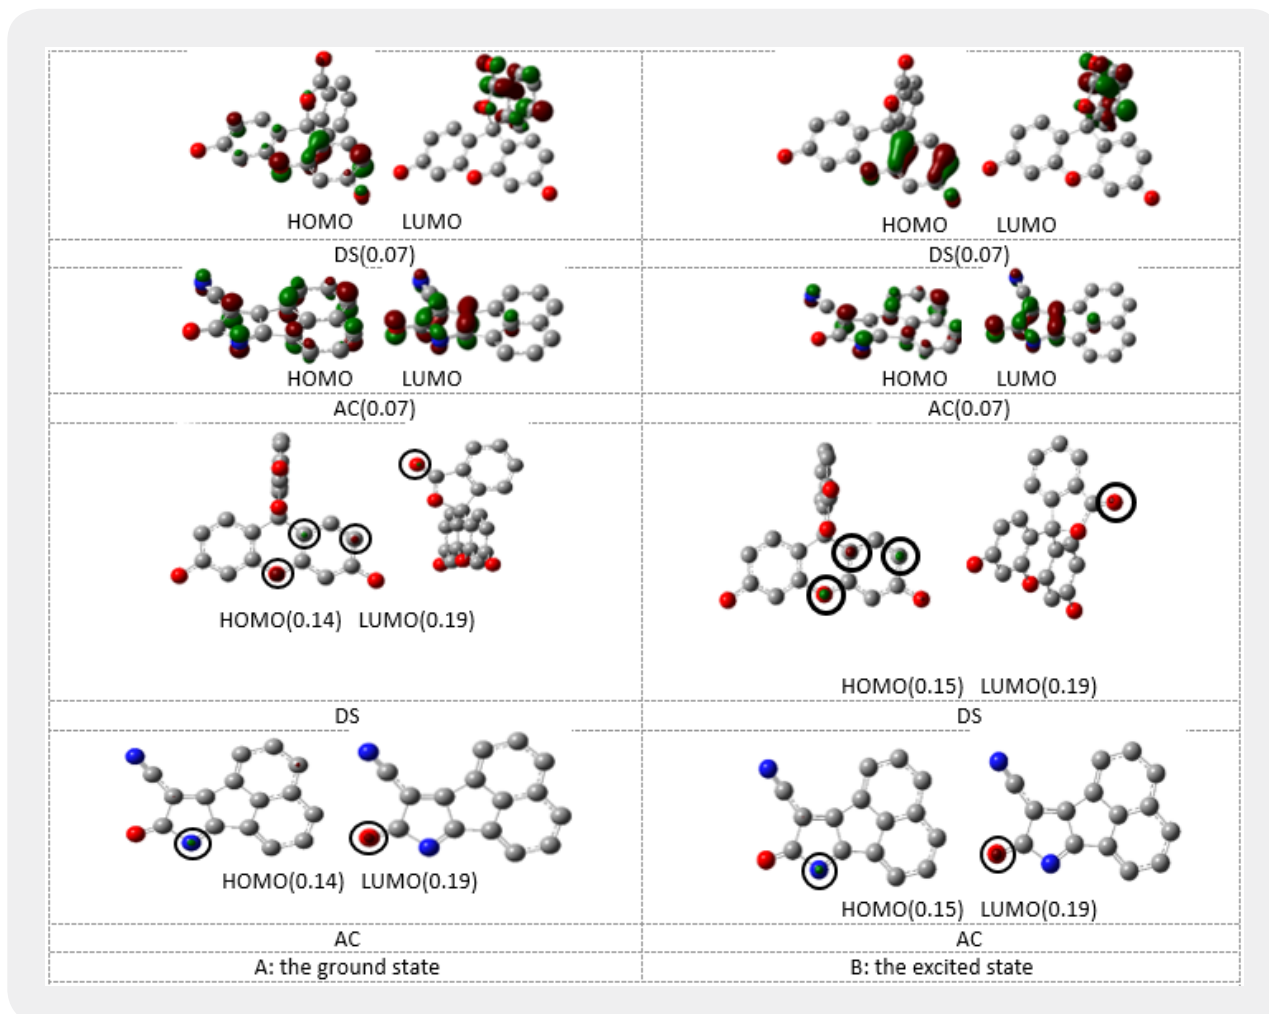 HOMO LUMO
HOMO LUMO
DS(0.07)
DS(0.07)
HOMO LUMO
HOMO LUMO
AC(0.07)
AC(0.07)
HOMO(0.14) LUMO(0.19)
HOMO(0.15) LUMO(0.19)
DS
DS
HOMO(0.14) LUMO(0.19)
HOMO(0.15) LUMO(0.19)
AC
AC
A: the ground state
B: the excited state